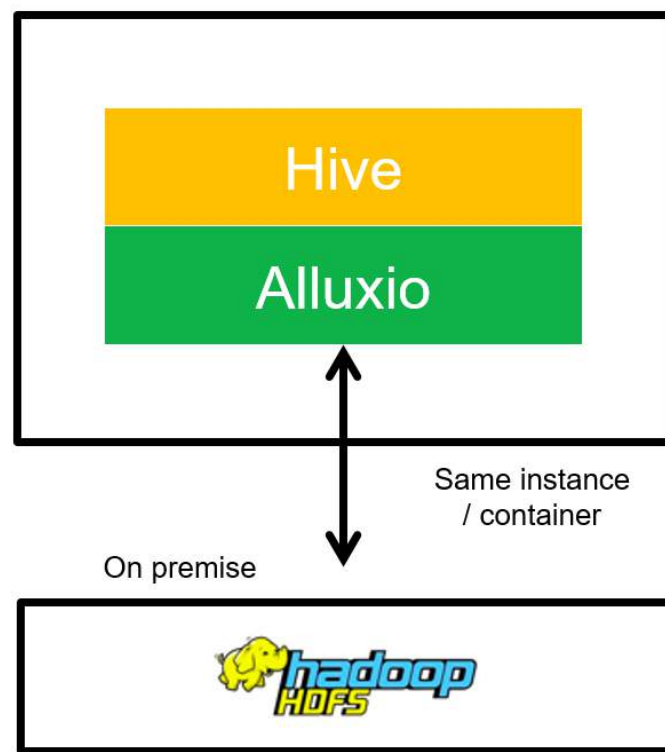 Hive
Alluxio
Same instance
/ container
On premise
hadoop
HDFS